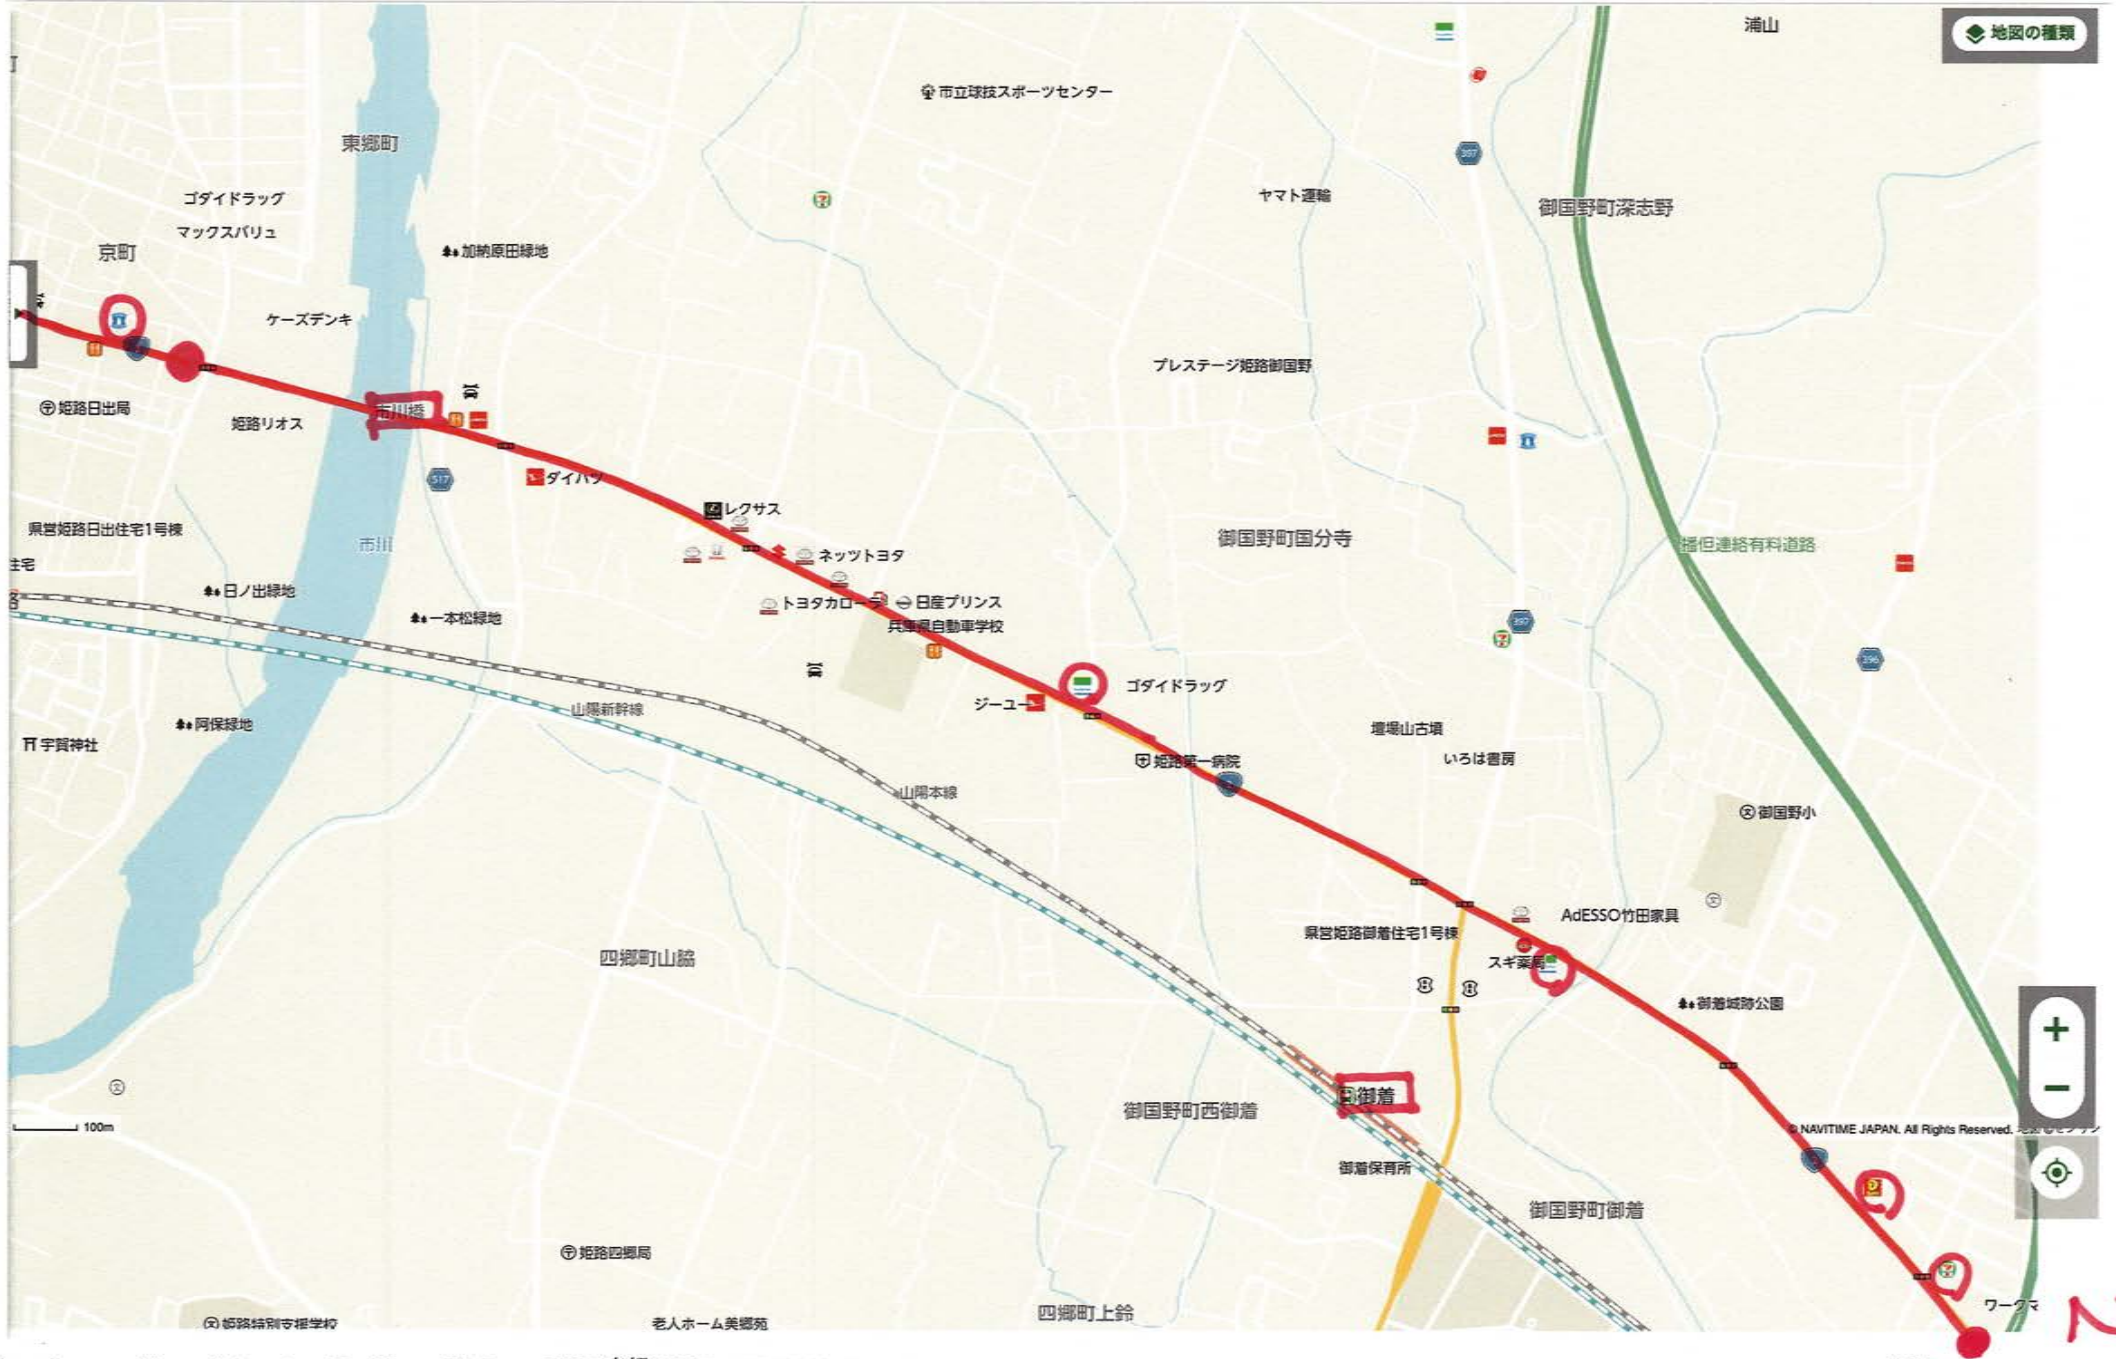 浦山
地図の種類
市立球技スポーツセンター
東郷町
397
ゴダイドラッグ
ヤマト運輸
御国野町深志野
マックスバリュ
京町
加納原田緑地
ケーズデンキ
プレステージ姫路御国野
姫路日出局
市川橋
姫路リオス
517
ダイハツ
レクサス
県営姫路日出住宅1号棟
市川
御国野町国分寺
播但連絡有料道路
ネッツトヨタ
住宅
日ノ出緑地
トヨタカローラ
日産プリンス
一本松緑地
兵庫県自動車学校
397
396
ゴダイドラッグ
ジーユー
山陽新幹線
阿保緑地
壇場山古墳
宇賀神社
姫路第一病院
いろは書房
山陽本線
御国野小
AdESSO竹田家具
県営姫路御着住宅1号棟
四郷町山脇
スギ薬局
御着城跡公園
御着
御国野町西御着
100m
© NAVITIME JAPAN. All Rights Reserved.
御着保育所
御国野町御着
姫路四郷局
ワークマ
四郷町上鈴
姫路特別支援学校
老人ホーム美郷苑